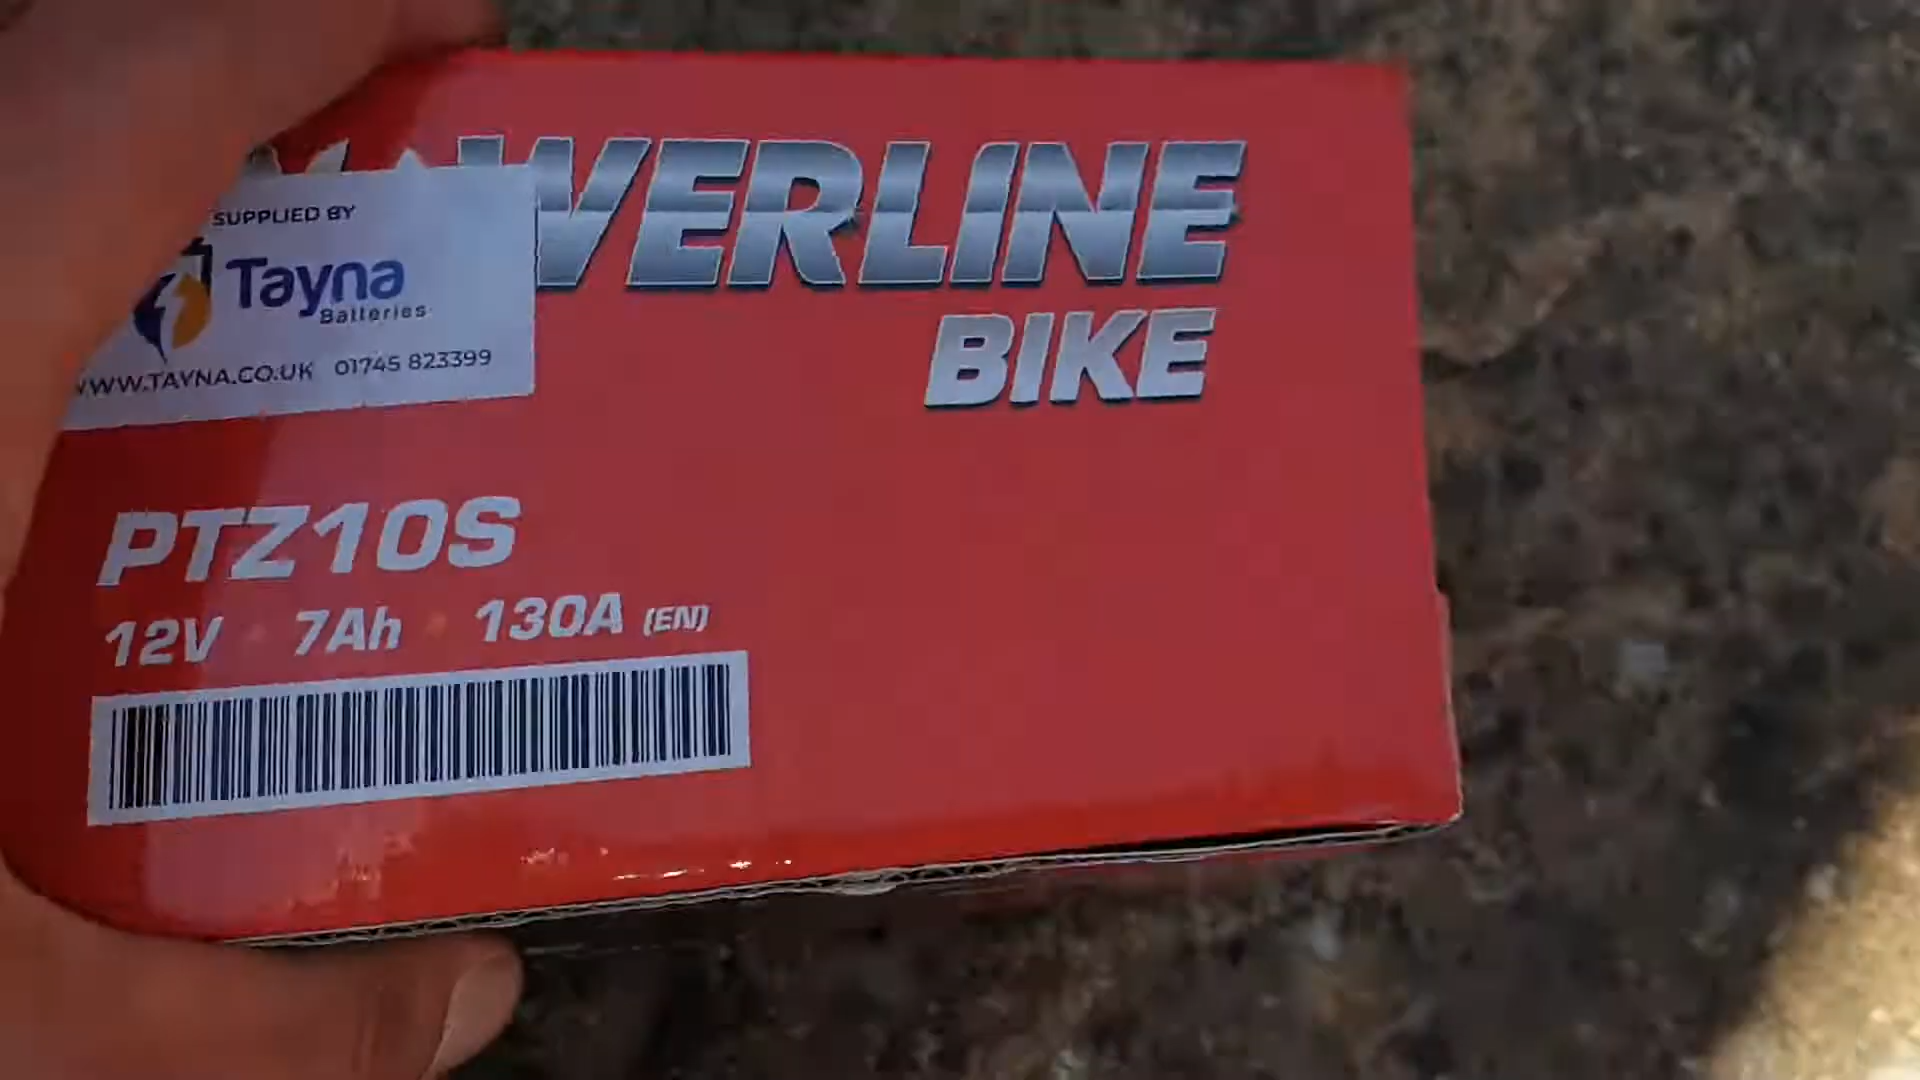 WERLINE
BIKE
SUPPLIED BY
Tayna
Batteries
WWW.TAYNA.CO.UK 01745 823399
PTZ10S
12V 7Ah 130A (EN)